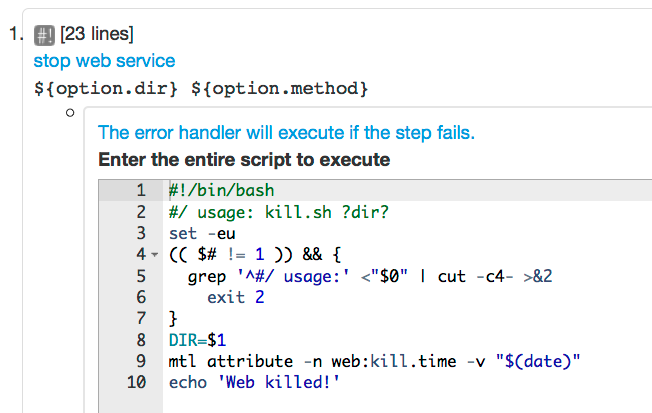 1. #! [23 lines]
stop web service
${option.dir} ${option.method}
The error handler will execute if the step fails.
Enter the entire script to execute
1 #!/bin/bash
2 #/ usage: kill.sh ?dir?
3 set -eu
4 (( $# != 1 )) && {
5   grep '^#/ usage:' <"$0" | cut -c4- >&2
6     exit 2
7 }
8 DIR=$1
9 mtl attribute -n web:kill.time -v "$(date)"
10 echo 'Web killed!'